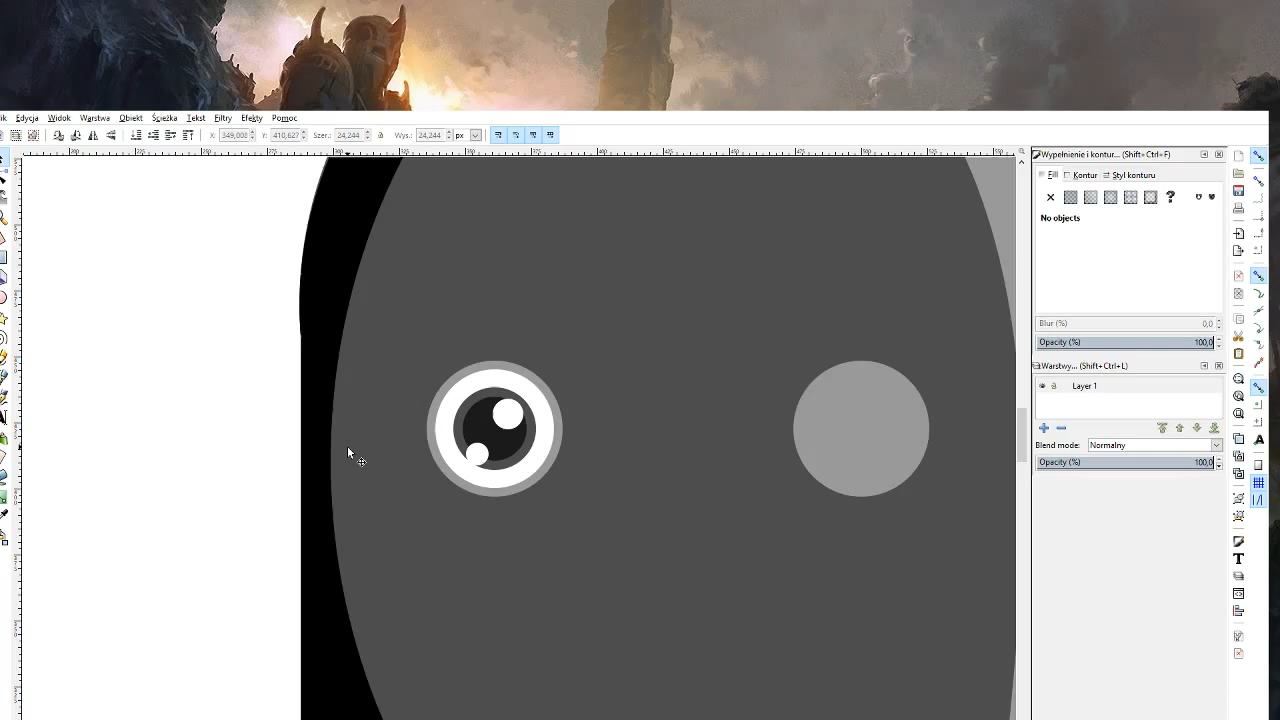 ik Edycja Widok Warstwa Obiekt Ścieżka Tekst Filtry Efekty Pomoc
X: 349,008 Y: 410,627 Szer.: 24,244 Wys.: 24,244 px
Wypełnienie i kontur... (Shift+Ctrl+F)
Fill Kontur Styl konturu
No objects
Blur (%) 0,0
Opacity (%) 100,0
Warstwy... (Shift+Ctrl+L)
Layer 1
Blend mode: Normalny
Opacity (%) 100,0